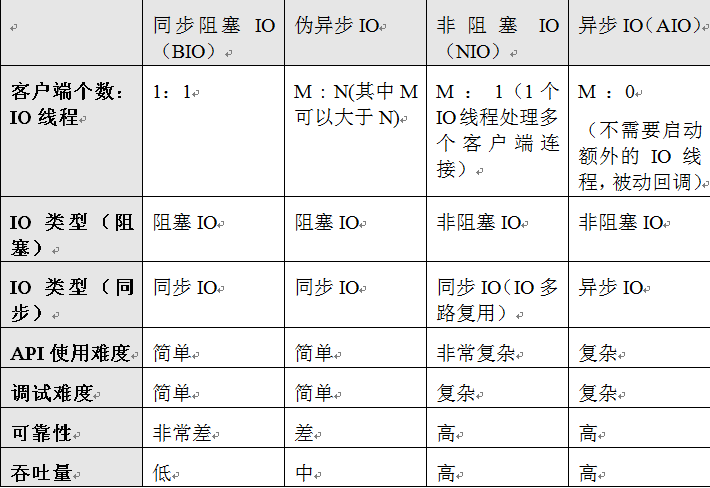 同步阻塞 IO
（BIO）
伪异步 IO
非阻塞 IO
（NIO）
异步 IO（AIO）
客户端个数：
IO 线程
1：1
M：N(其中 M
可以大于 N)
M： 1（1 个
IO 线程处理多
个客户端连
接）
M ：0
（不需要启动
额外的 IO 线
程，被动回调）
IO 类型（阻
塞）
阻塞 IO
阻塞 IO
非阻塞 IO
非阻塞 IO
IO 类型（同
步）
同步 IO
同步 IO
同步 IO（IO 多
路复用）
异步 IO
API 使用难度
简单
简单
非常复杂
复杂
调试难度
简单
简单
复杂
复杂
可靠性
非常差
差
高
高
吞吐量
低
中
高
高